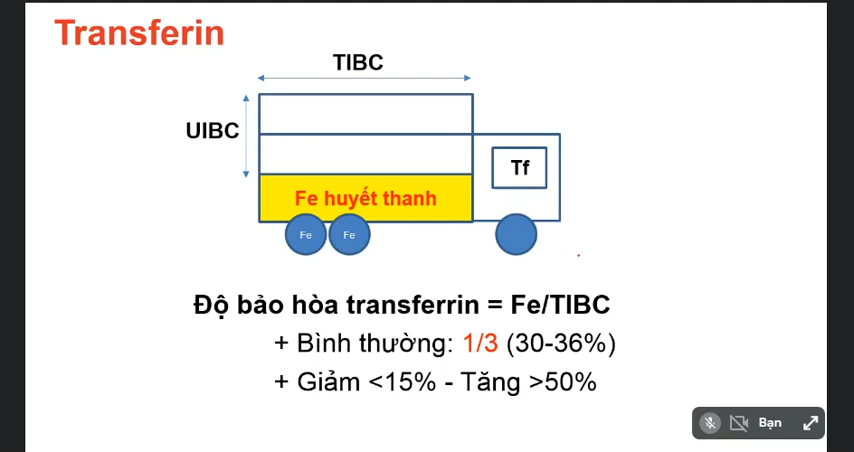 Transferin
TIBC
UIBC
Tf
Fe huyết thanh
Fe Fe
Độ bảo hòa transferrin = Fe/TIBC
+ Bình thường: 1/3 (30-36%)
+ Giảm <15% - Tăng >50%
Bạn